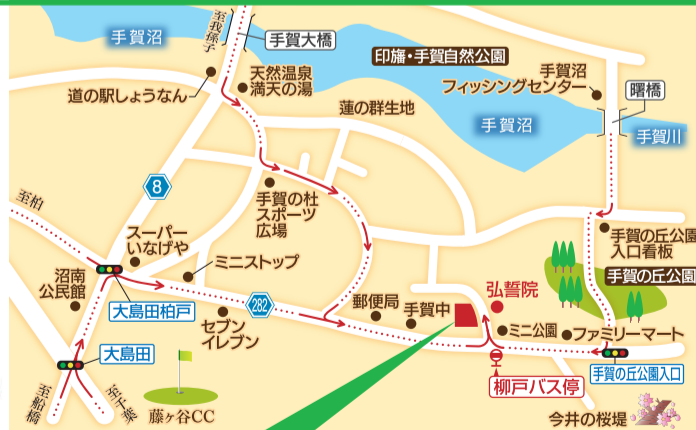 至我孫子
手賀沼
手賀大橋
印旛・手賀自然公園
手賀沼
フィッシングセンター
曙橋
天然温泉
満天の湯
道の駅しょうなん
蓮の群生地
手賀沼
手賀川
8
手賀の杜
スポーツ
広場
至柏
スーパー
いなげや
ミニストップ
手賀の丘公園
入口看板
手賀の丘公園
沼南
公民館
大島田柏戸
282
セブン
イレブン
郵便局
手賀中
弘誓院
ミニ公園
ファミリーマート
大島田
手賀の丘公園入口
柳戸バス停
至船橋
至千葉
藤ヶ谷CC
今井の桜堤